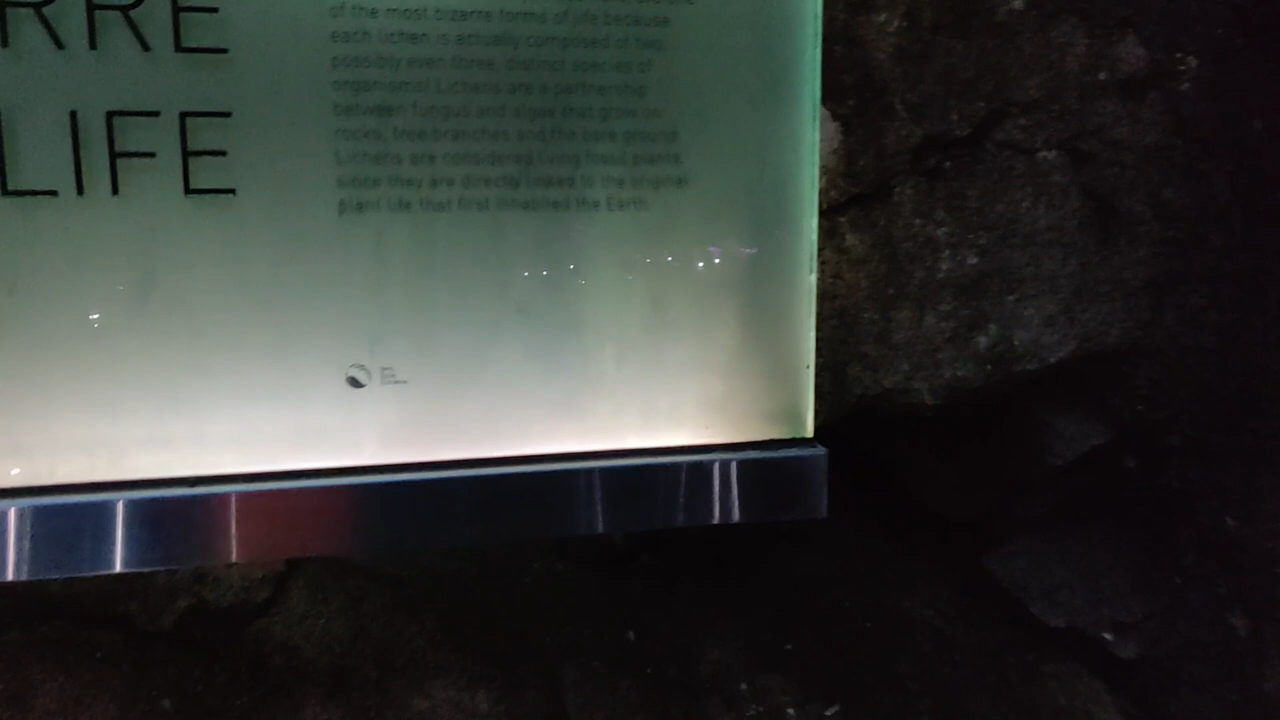 RRE
LIFE
of the most bizarre forms of life because
each lichen is actually composed of two,
possibly even three, distinct species of
organisms! Lichens are a partnership
between fungus and algae that grow on
rocks, tree branches and the bare ground.
Lichens are considered living fossil plants
since they are directly linked to the original
plant life that first inhabited the Earth.